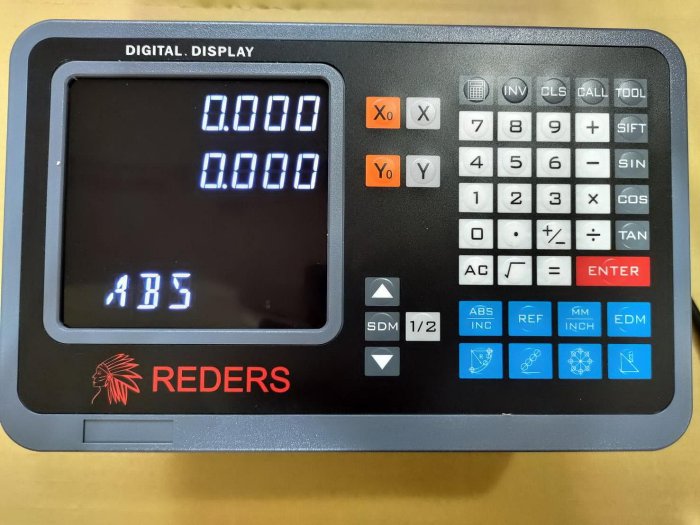 DIGITAL. DISPLAY
0.000
0.000
ABS
REDERS
X₀ X
Y₀ Y
SDM 1/2
INV CLS CALL TOOL
7 8 9 + SIFT
4 5 6 − SIN
1 2 3 × COS
0 · +/− ÷ TAN
AC √ = ENTER
ABS
INC
REF
MM
INCH
EDM